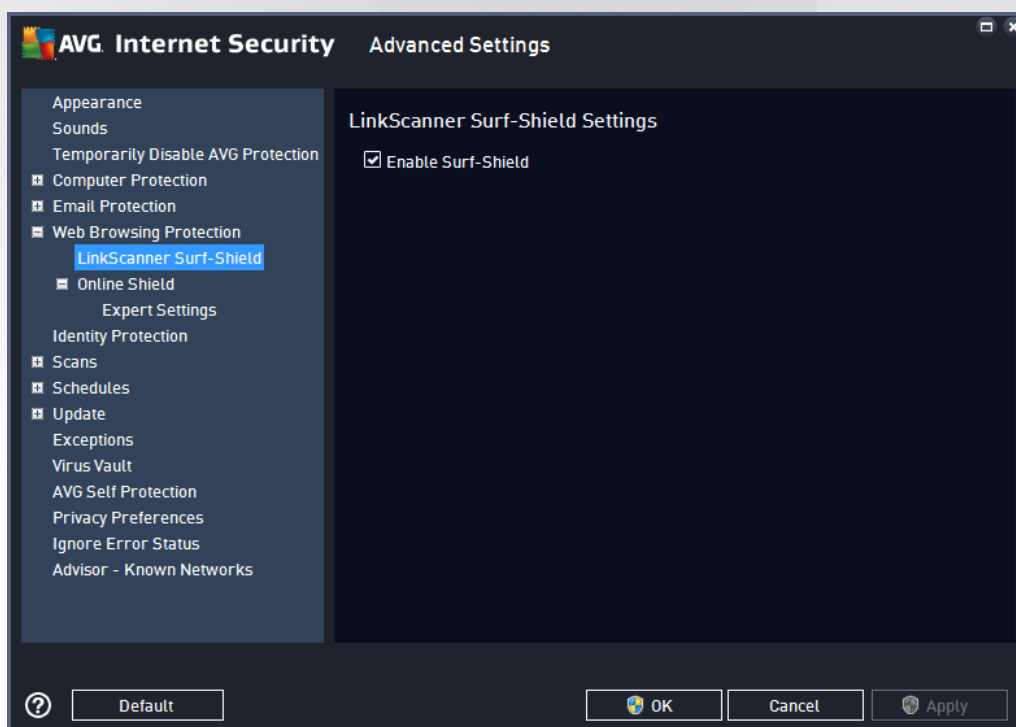 AVG. Internet Security Advanced Settings
Appearance
Sounds
Temporarily Disable AVG Protection
Computer Protection
Email Protection
Web Browsing Protection
LinkScanner Surf-Shield
Online Shield
Expert Settings
Identity Protection
Scans
Schedules
Update
Exceptions
Virus Vault
AVG Self Protection
Privacy Preferences
Ignore Error Status
Advisor - Known Networks
LinkScanner Surf-Shield Settings
Enable Surf-Shield
? Default OK Cancel Apply